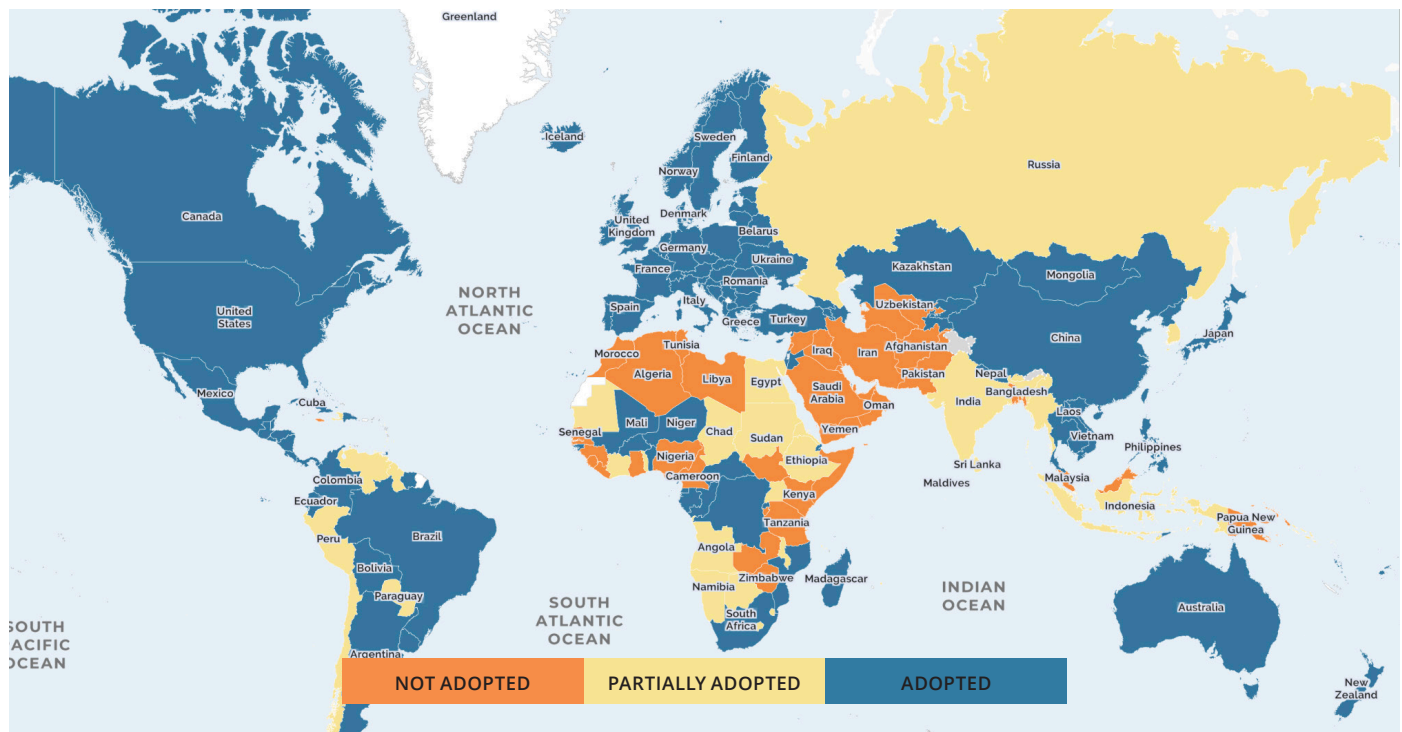 Greenland
Iceland
Sweden
Finland
Norway
Russia
Canada
United
Kingdom
Denmark
Belarus
Germany
Ukraine
France
Romania
Kazakhstan
Mongolia
NORTH
ATLANTIC
OCEAN
United
States
Spain
Italy
Greece
Turkey
Uzbekistan
China
Japan
Morocco
Tunisia
Iraq
Iran
Afghanistan
Algeria
Libya
Egypt
Saudi
Arabia
Pakistan
Nepal
Mexico
Cuba
Oman
India
Bangladesh
Laos
Senegal
Mali
Niger
Chad
Sudan
Yemen
Vietnam
Philippines
Nigeria
Ethiopia
Sri Lanka
Cameroon
Colombia
Maldives
Malaysia
Ecuador
Kenya
Indonesia
Papua New
Guinea
Tanzania
Peru
Brazil
Angola
Bolivia
Zimbabwe
Madagascar
Namibia
Paraguay
INDIAN
OCEAN
SOUTH
ATLANTIC
OCEAN
South
Africa
Australia
SOUTH
ACIFIC
OCEAN
Argentina
New
Zealand
NOT ADOPTED
PARTIALLY ADOPTED
ADOPTED